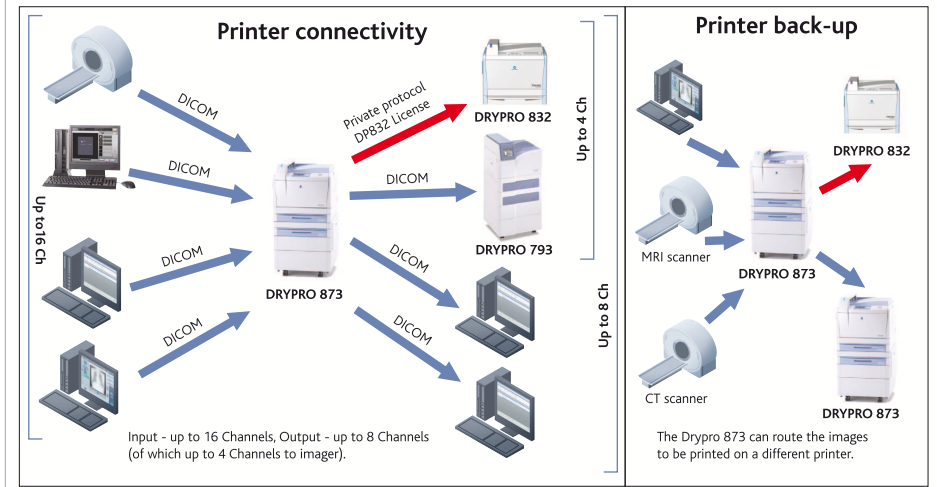 Printer connectivity
DICOM
DICOM
DICOM
DICOM
Up to16 Ch
DRYPRO 873
Private protocol
DP832 License
DICOM
DICOM
DICOM
DRYPRO 832
DRYPRO 793
Up to 4 Ch
Up to 8 Ch
Input - up to 16 Channels, Output - up to 8 Channels
(of which up to 4 Channels to imager).
Printer back-up
DRYPRO 832
MRI scanner
DRYPRO 873
CT scanner
DRYPRO 873
The Drypro 873 can route the images
to be printed on a different printer.